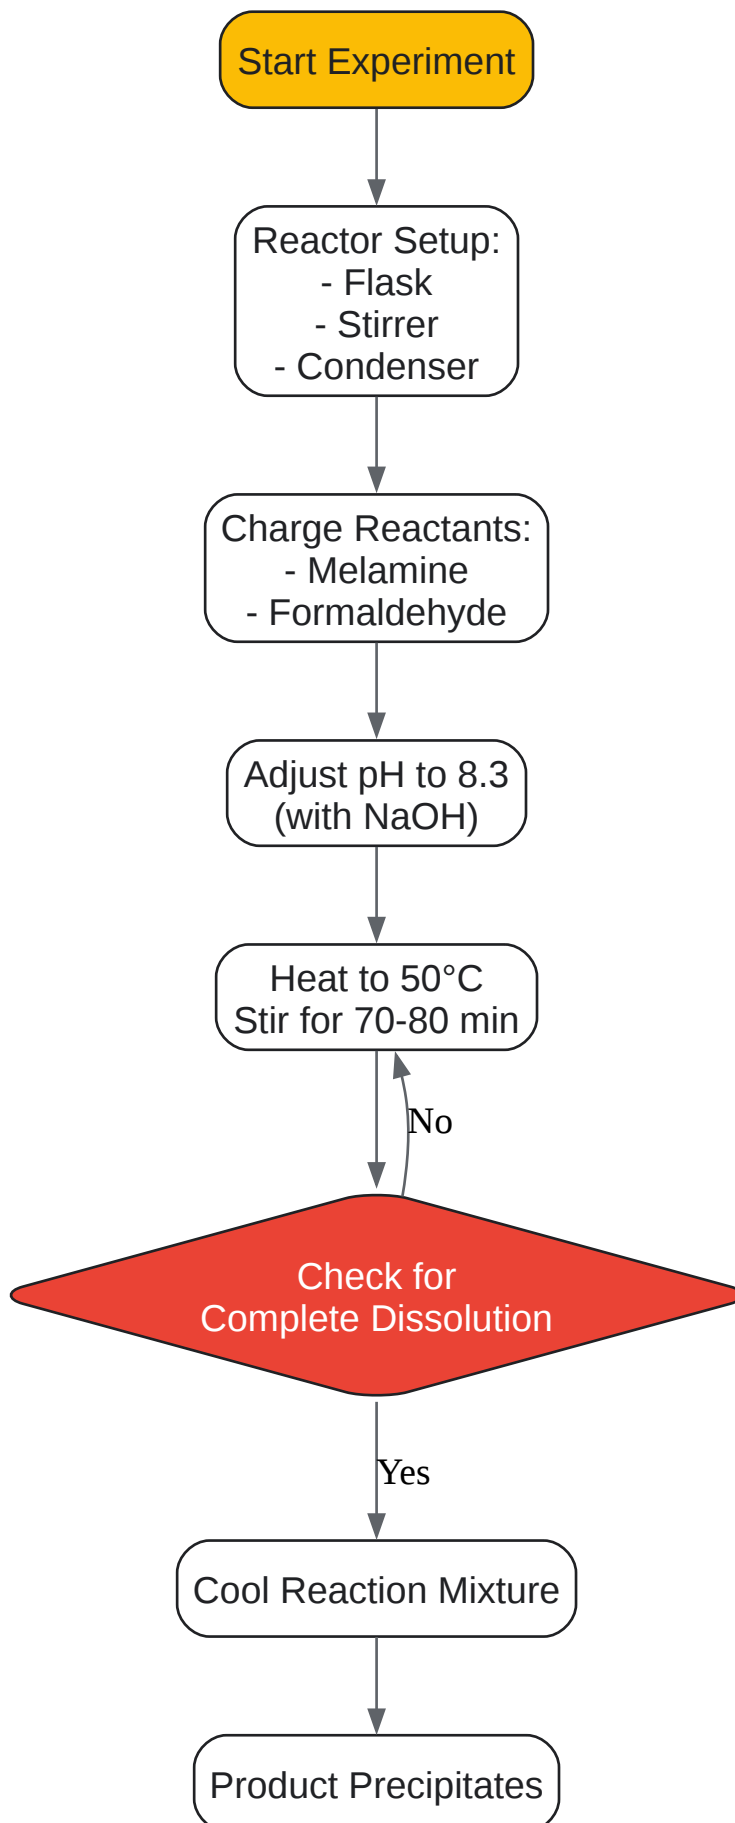 Start Experiment
Reactor Setup:
- Flask
- Stirrer
- Condenser
Charge Reactants:
- Melamine
- Formaldehyde
Adjust pH to 8.3
(with NaOH)
Heat to 50°C
Stir for 70-80 min
No
Check for
Complete Dissolution
Yes
Cool Reaction Mixture
Product Precipitates